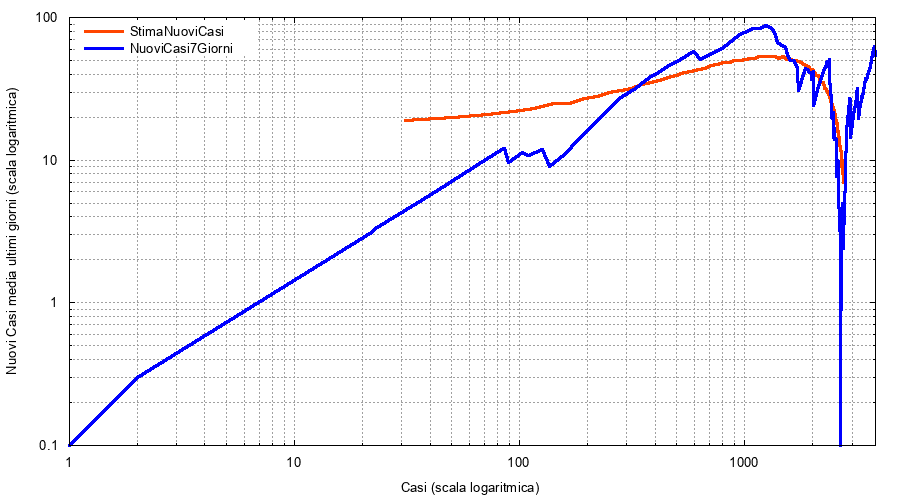 100
StimaNuoviCasi
NuoviCasi7Giorni
10
1
0.1
Nuovi Casi media ultimi giorni (scala logaritmica)
1
10
100
1000
Casi (scala logaritmica)